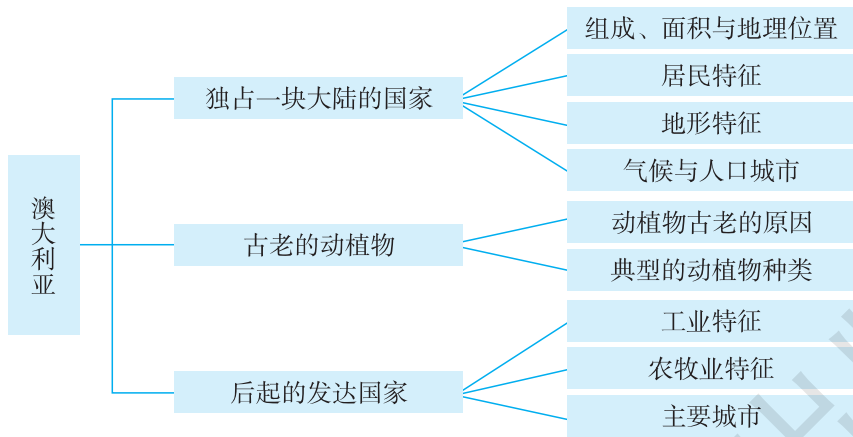 澳大利亚
独占一块大陆的国家
组成、面积与地理位置
居民特征
地形特征
气候与人口城市
古老的动植物
动植物古老的原因
典型的动植物种类
后起的发达国家
工业特征
农牧业特征
主要城市